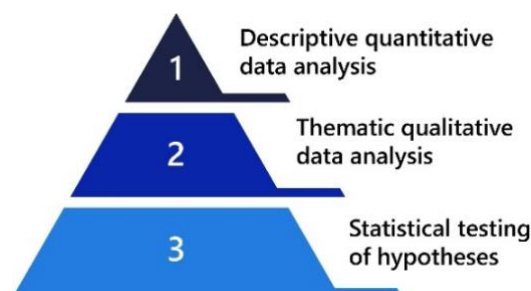 1
Descriptive quantitative
data analysis
2
Thematic qualitative
data analysis
3
Statistical testing
of hypotheses